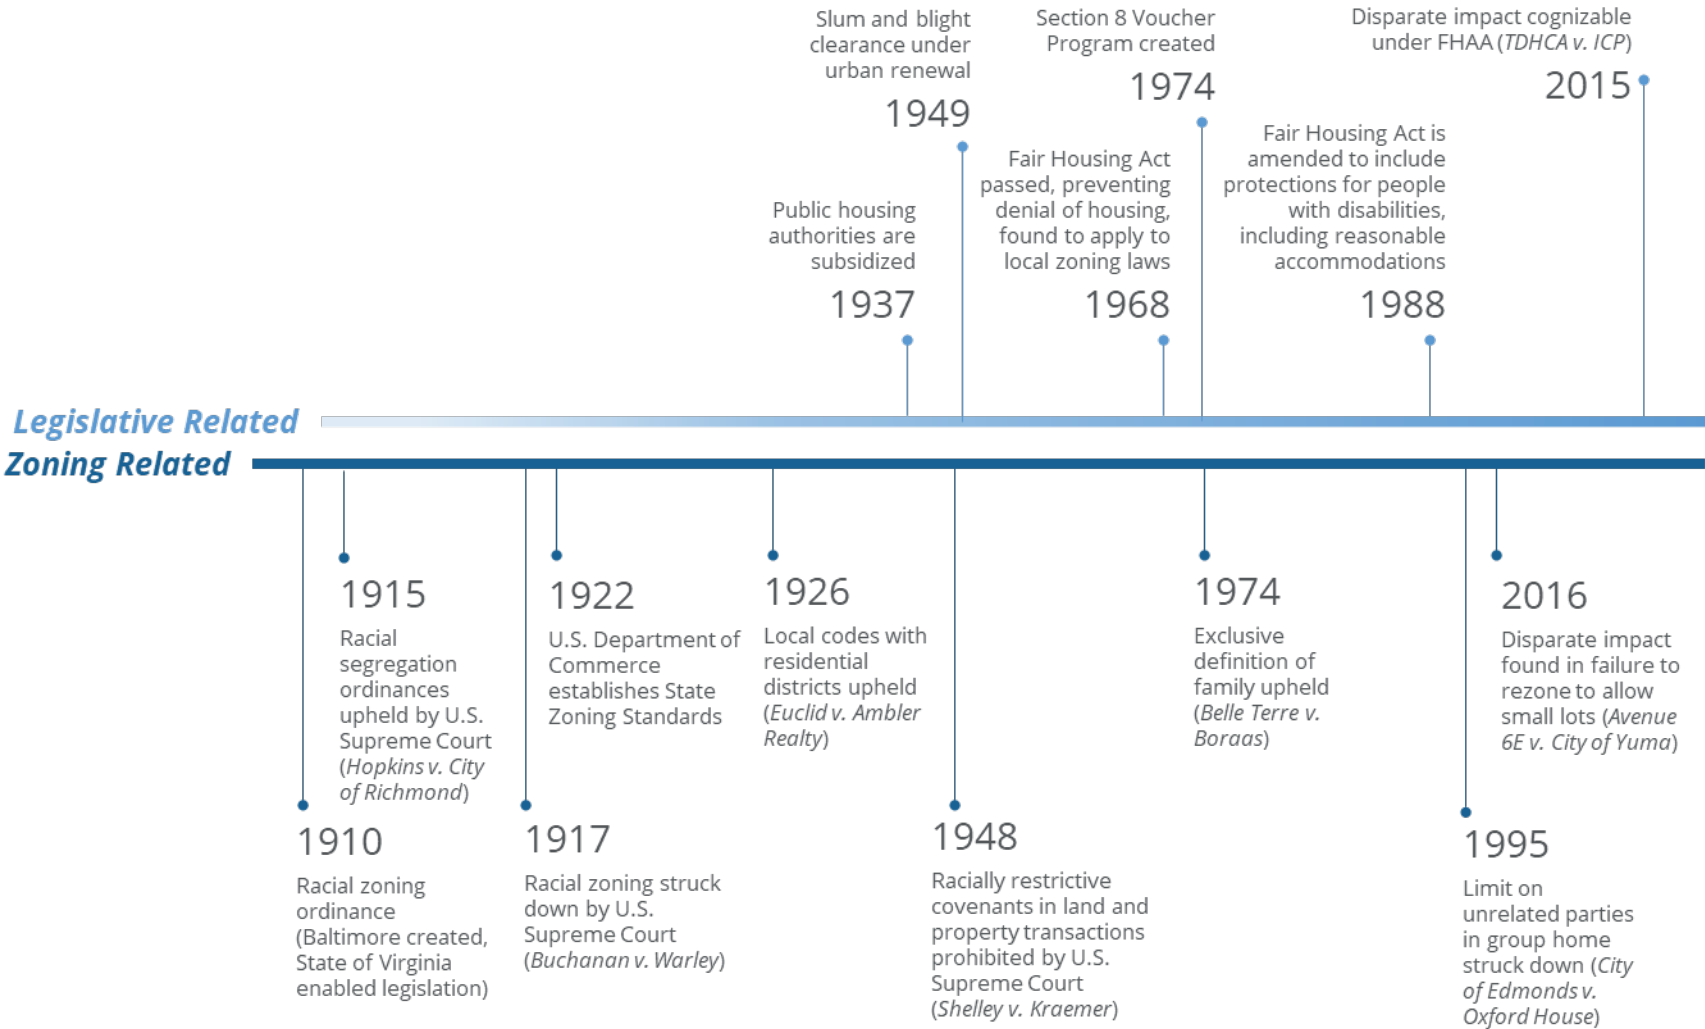 Slum and blight
clearance under
urban renewal
1949
Section 8 Voucher
Program created
1974
Disparate impact cognizable
under FHAA (TDHCA v. ICP)
2015
Public housing
authorities are
subsidized
1937
Fair Housing Act
passed, preventing
denial of housing,
found to apply to
local zoning laws
1968
Fair Housing Act is
amended to include
protections for people
with disabilities,
including reasonable
accommodations
1988
Legislative Related
Zoning Related
1915
Racial
segregation
ordinances
upheld by U.S.
Supreme Court
(Hopkins v. City
of Richmond)
1922
U.S. Department of
Commerce
establishes State
Zoning Standards
1926
Local codes with
residential
districts upheld
(Euclid v. Ambler
Realty)
1974
Exclusive
definition of
family upheld
(Belle Terre v.
Boraas)
2016
Disparate impact
found in failure to
rezone to allow
small lots (Avenue
6E v. City of Yuma)
1910
Racial zoning
ordinance
(Baltimore created,
State of Virginia
enabled legislation)
1917
Racial zoning struck
down by U.S.
Supreme Court
(Buchanan v. Warley)
1948
Racially restrictive
covenants in land and
property transactions
prohibited by U.S.
Supreme Court
(Shelley v. Kraemer)
1995
Limit on
unrelated parties
in group home
struck down (City
of Edmonds v.
Oxford House)